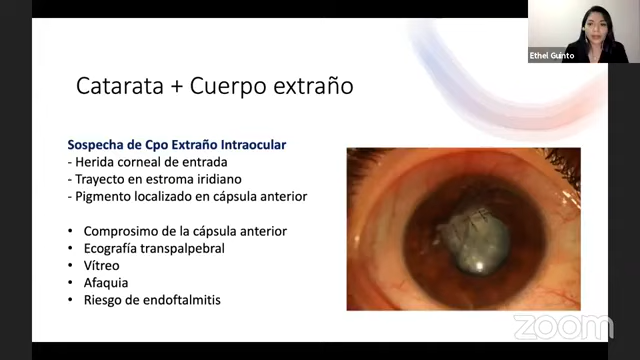 Ethel Guinto
Catarata + Cuerpo extraño
Sospecha de Cpo Extraño Intraocular
- Herida corneal de entrada
- Trayecto en estroma iridiano
- Pigmento localizado en cápsula anterior
• Comprosimo de la cápsula anterior
• Ecografía transpalpebral
• Vítreo
• Afaquia
• Riesgo de endoftalmitis
zoom